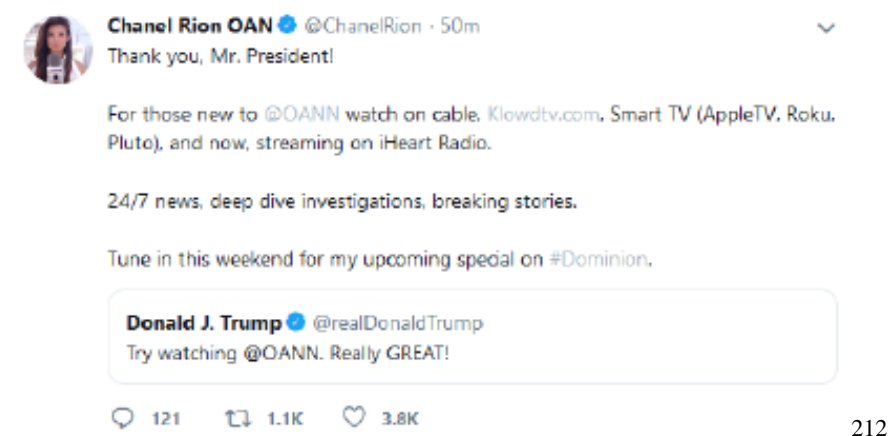 Chanel Rion OAN @ChanelRion · 50m
Thank you, Mr. President!
For those new to @OANN watch on cable, Klowdtv.com, Smart TV (AppleTV, Roku,
Pluto), and now, streaming on iHeart Radio.
24/7 news, deep dive investigations, breaking stories.
Tune in this weekend for my upcoming special on #Dominion.
Donald J. Trump @realDonaldTrump
Try watching @OANN. Really GREAT!
121 1.1K 3.8K
212